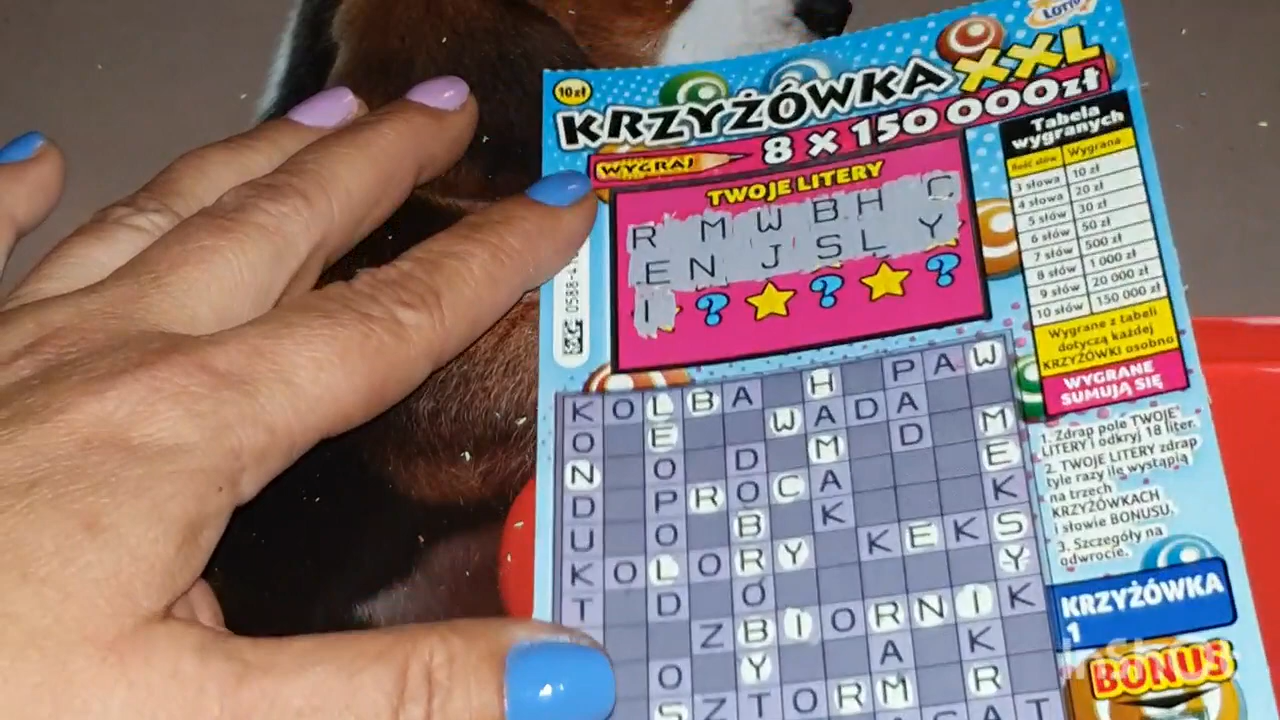 LOTTO
10zł
KRZYŻÓWKA XXL
WYGRAJ 8 x 150 000zł
TWOJE LITERY
R M W B H C
E N J S L Y
I ? ? ?
0588-
Tabela
wygranych
Ilość słów Wygrana
3 słowa 10 zł
4 słowa 20 zł
5 słów 30 zł
6 słów 50 zł
7 słów 500 zł
8 słów 1 000 zł
9 słów 20 000 zł
10 słów 150 000 zł
Wygrane z tabeli
dotyczą każdej
KRZYŻÓWKI osobno
WYGRANE
SUMUJĄ SIĘ
1. Zdrap pole TWOJE
LITERY i odkryj 18 liter.
2. TWOJE LITERY zdrap
tyle razy ile wystąpią
na trzech
KRZYŻÓWKACH
i słowie BONUSU.
3. Szczegóły na
odwrocie.
KRZYŻÓWKA
1
BONUS
H P A W
K O L B A W A D A
O E M D M
N O D A E
D P R O C A K
U O B K S
K O L O R Y K E K S Y
T D O K
Z B I O R N I K
Y A K
O S Z T O R M R
A T